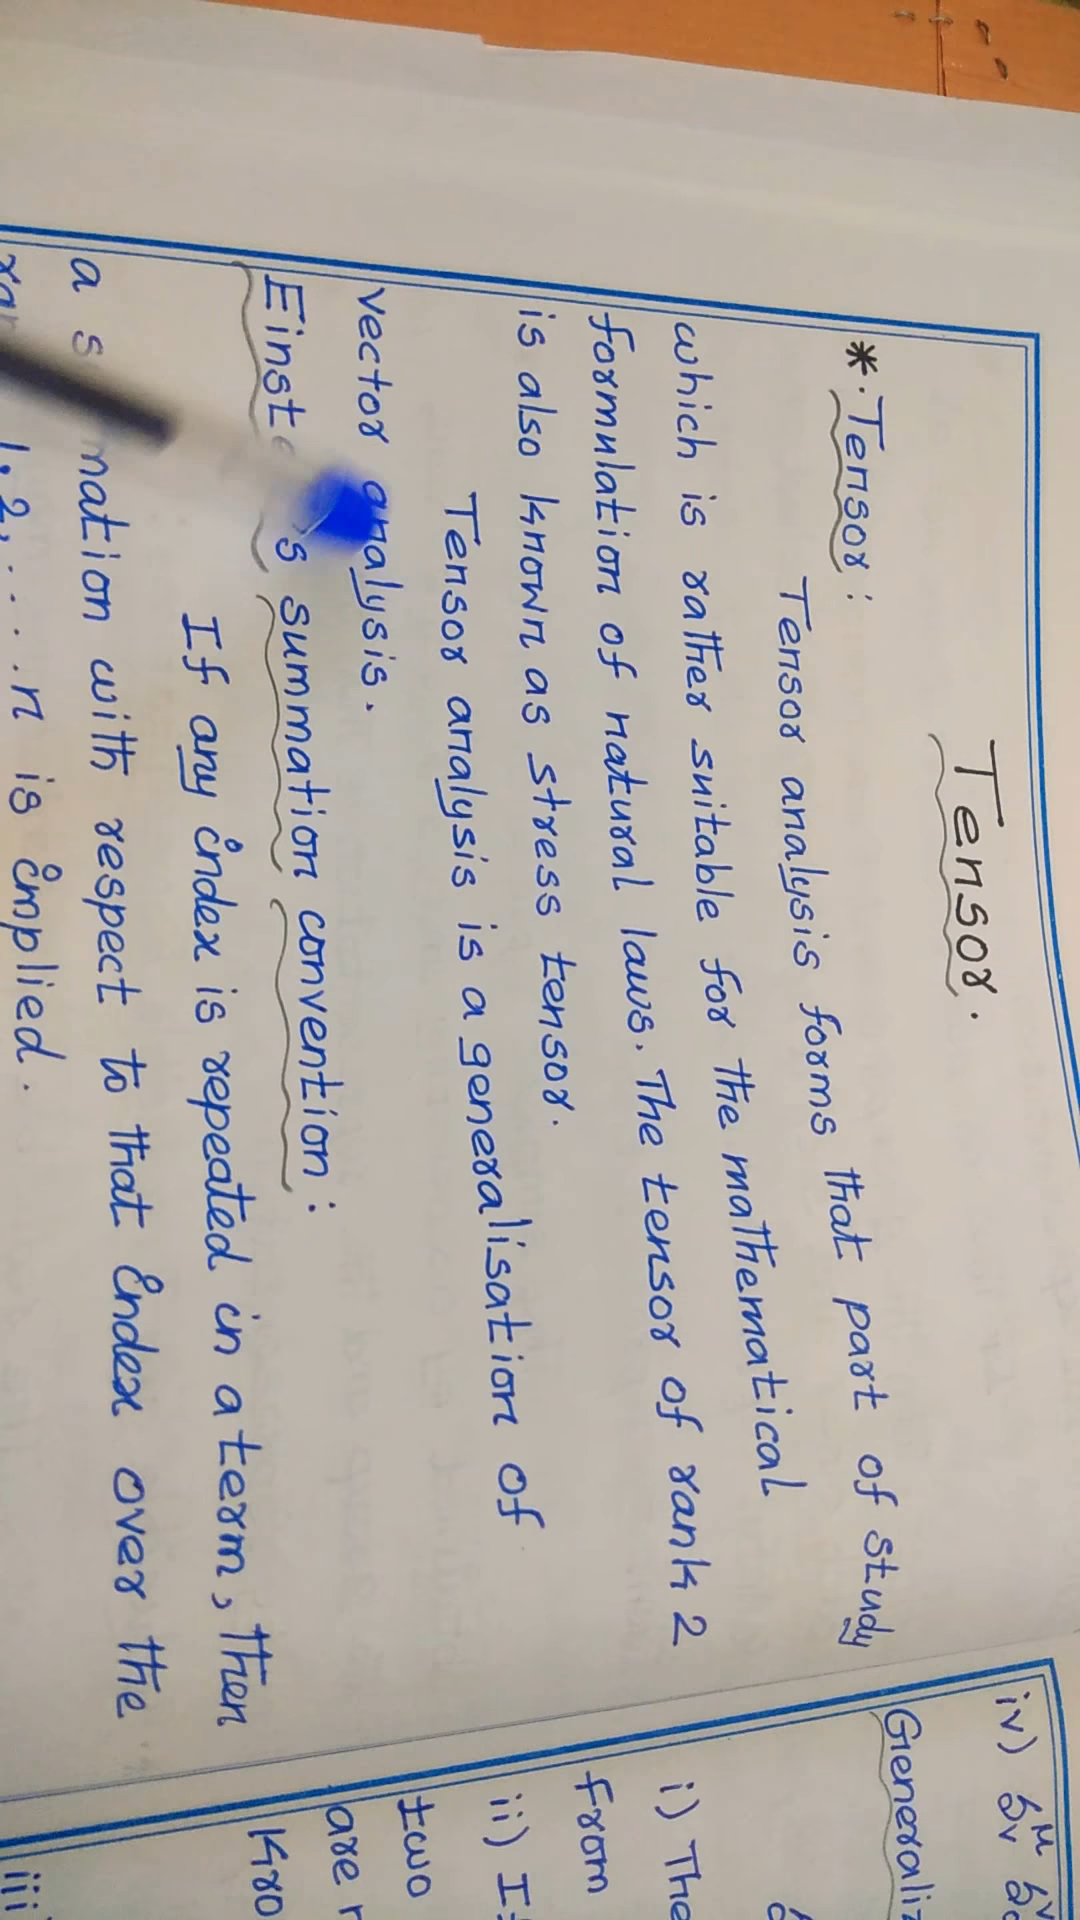 Tensor.
*. Tensor :
Tensor analysis forms that part of study
which is rather suitable for the mathematical
formulation of natural laws. The tensor of rank 2
is also known as stress tensor.
Tensor analysis is a generalisation of
vector analysis.
summation convention :
If any index is repeated in a term, then
a with respect to that index over the
1,2,....n is implied.
iv)
i) The
from
ii)
two
are
iii